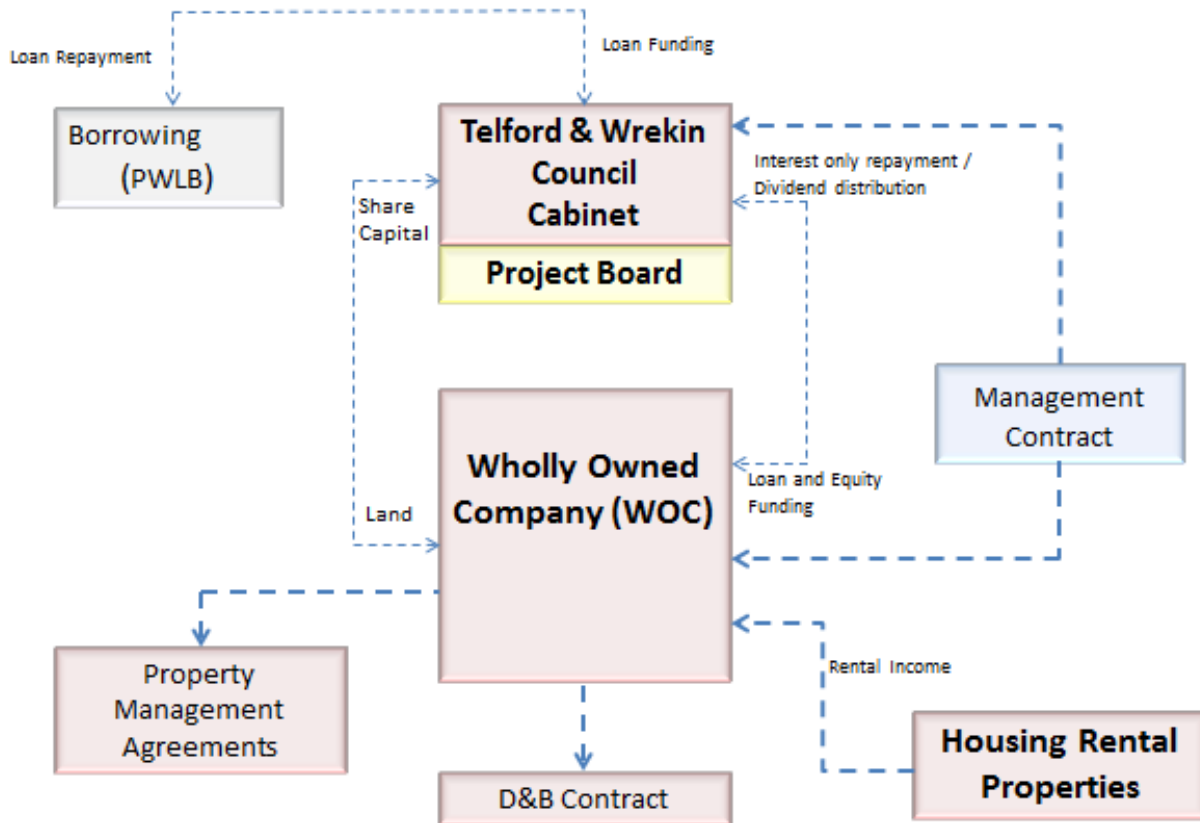 Loan Repayment
Loan Funding
Borrowing
(PWLB)
Telford & Wrekin
Council
Cabinet
Project Board
Share
Capital
Interest only repayment /
Dividend distribution
Management
Contract
Wholly Owned
Company (WOC)
Loan and Equity
Funding
Land
Property
Management
Agreements
Rental Income
Housing Rental
Properties
D&B Contract